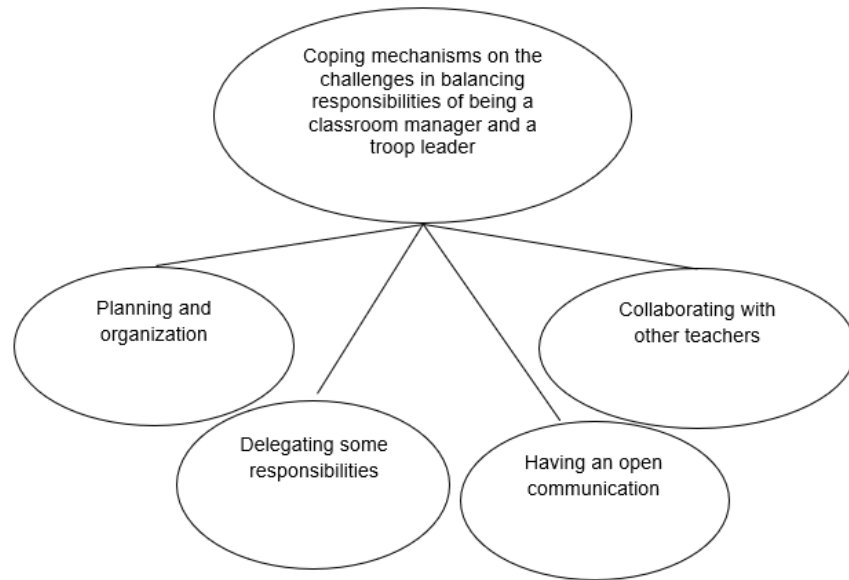 Coping mechanisms on the
challenges in balancing
responsibilities of being a
classroom manager and a
troop leader
Planning and
organization
Collaborating with
other teachers
Delegating some
responsibilities
Having an open
communication